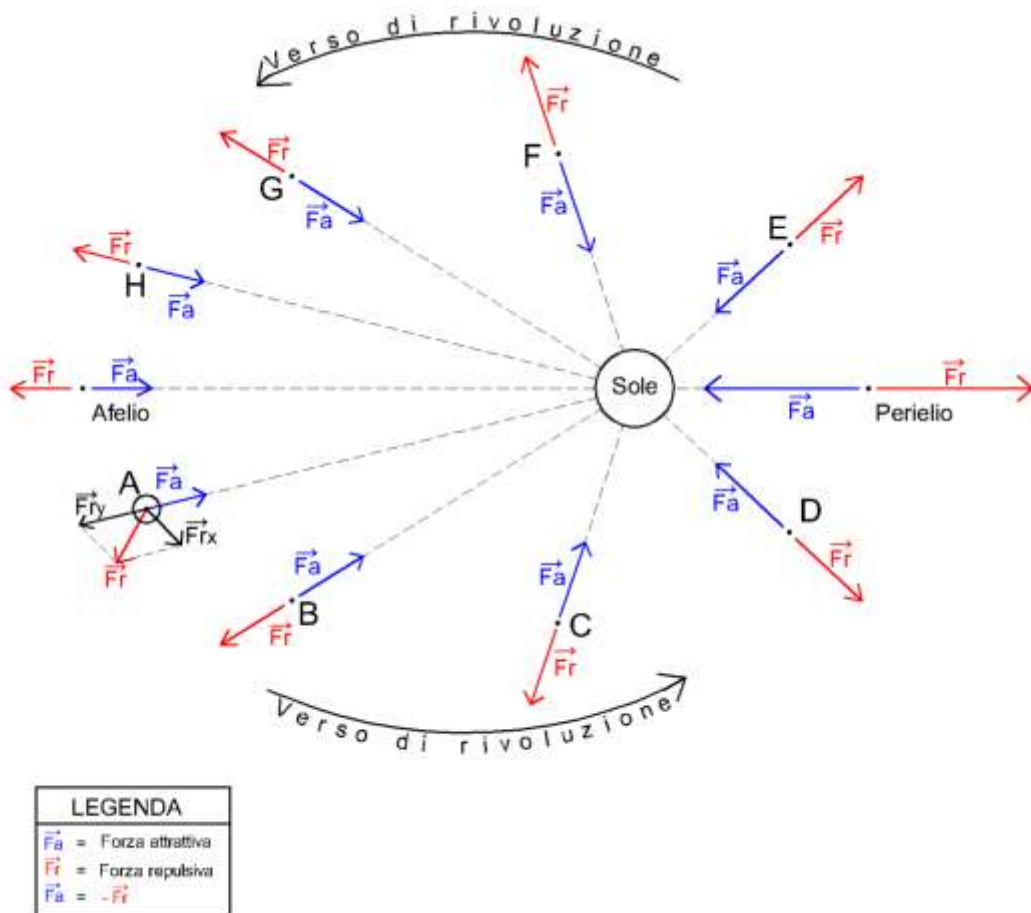 Verso di rivoluzione
Fr
F
Fa
Fr
G
Fa
E
Fr
Fa
Fr
H
Fa
Fr
Fa
Afelio
Sole
Fa
Fr
Perielio
A
Fa
Fry
Frx
Fr
Fa
B
Fr
Fa
C
Fr
Fa
D
Fr
Verso di rivoluzione
LEGENDA
Fa = Forza attrattiva
Fr = Forza repulsiva
Fa = -Fr